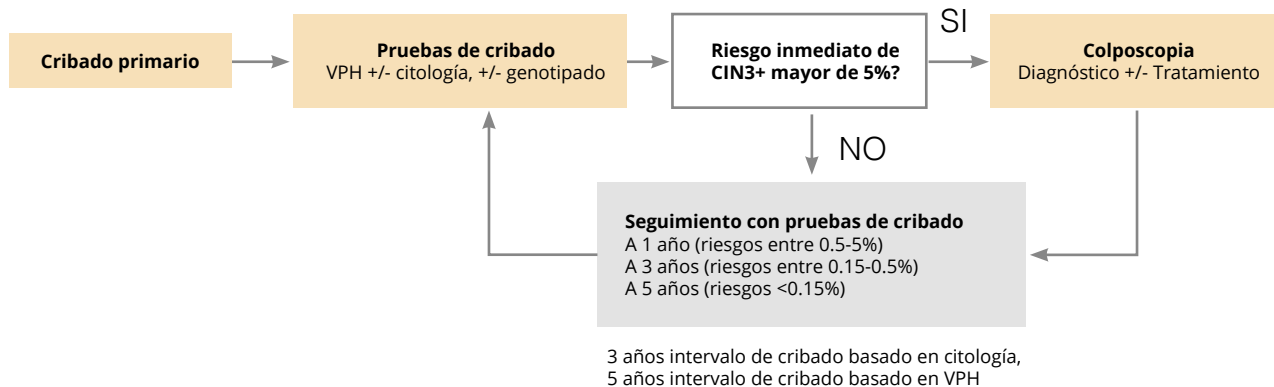 Cribado primario
Pruebas de cribado
VPH +/- citología, +/- genotipado
Riesgo inmediato de
CIN3+ mayor de 5%?
SI
Colposcopia
Diagnóstico +/- Tratamiento
NO
Seguimiento con pruebas de cribado
A 1 año (riesgos entre 0.5-5%)
A 3 años (riesgos entre 0.15-0.5%)
A 5 años (riesgos <0.15%)
3 años intervalo de cribado basado en citología,
5 años intervalo de cribado basado en VPH